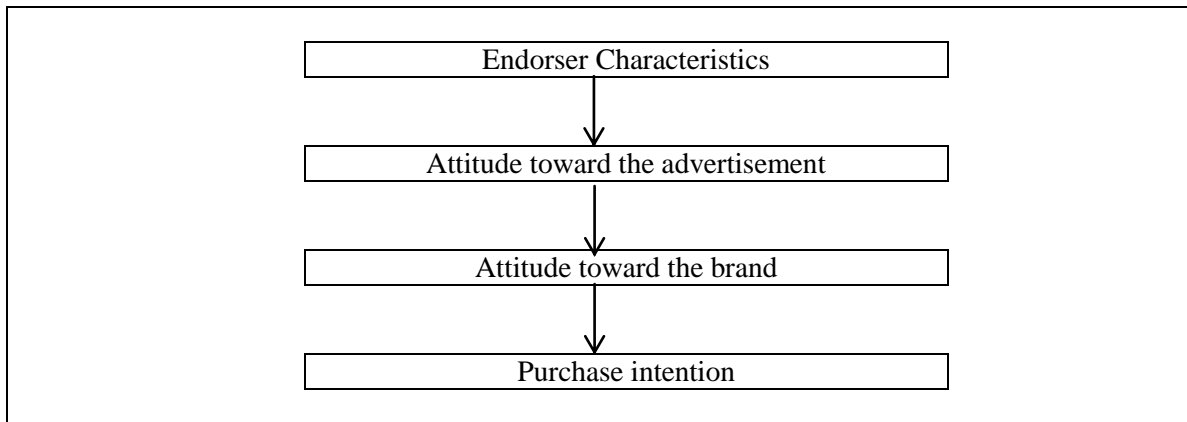 Endorser Characteristics
Attitude toward the advertisement
Attitude toward the brand
Purchase intention